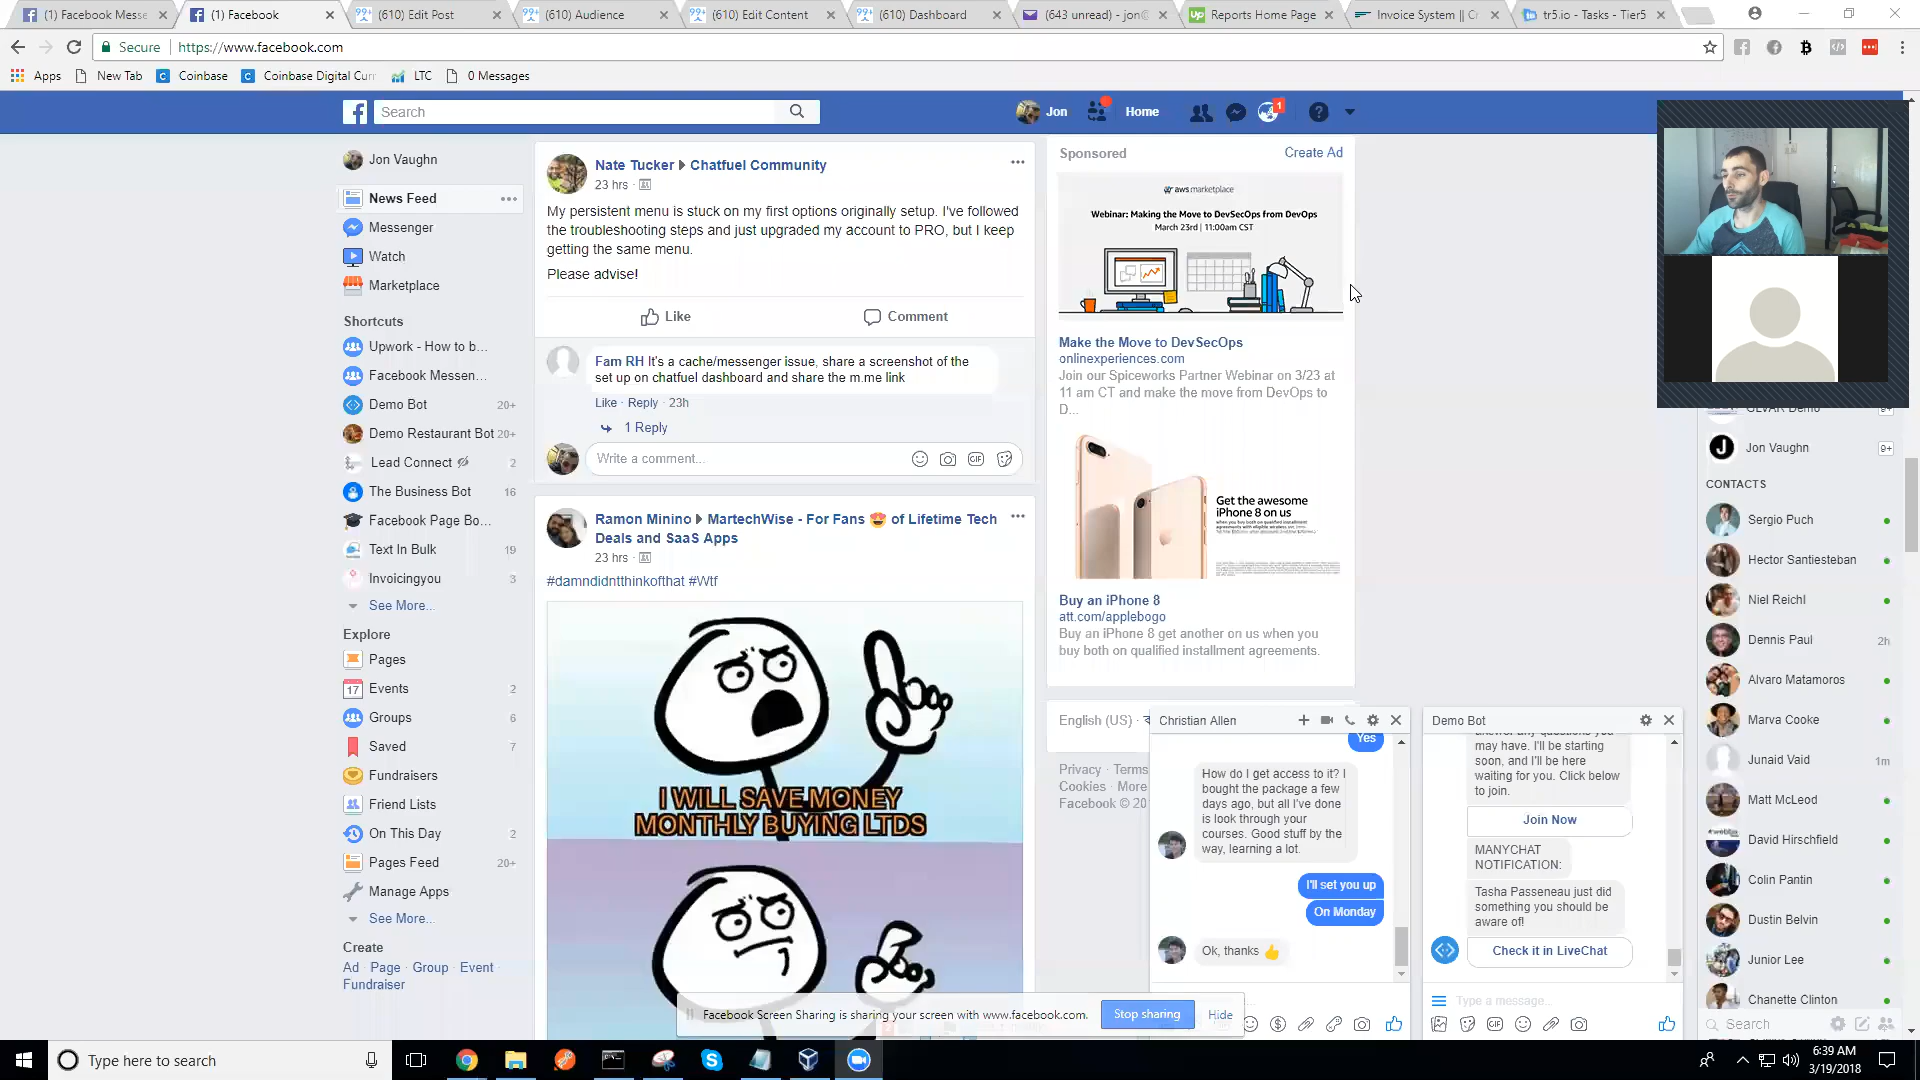 (1) Facebook Messe
(1) Facebook
(610) Edit Post
(610) Audience
(610) Edit Content
(610) Dashboard
(643 unread) - jon@
Reports Home Page
Invoice System || C
tr5.io - Tasks - Tier5
Secure
https://www.facebook.com
Apps
New Tab
Coinbase
Coinbase Digital Curr
LTC
0 Messages
Search
Jon
Home
1
Jon Vaughn
News Feed
Messenger
Watch
Marketplace
Shortcuts
Upwork - How to b...
Facebook Messen...
Demo Bot 20+
Demo Restaurant Bot 20+
Lead Connect 2
The Business Bot 16
Facebook Page Bo...
Text In Bulk 19
Invoicingyou 3
See More...
Explore
Pages
Events 2
Groups 6
Saved 7
Fundraisers
Friend Lists
On This Day 2
Pages Feed 20+
Manage Apps
See More...
Create
Ad · Page · Group · Event ·
Fundraiser
Nate Tucker Chatfuel Community
23 hrs ·
My persistent menu is stuck on my first options originally setup. I've followed
the troubleshooting steps and just upgraded my account to PRO, but I keep
getting the same menu.
Please advise!
Like
Comment
Fam RH It's a cache/messenger issue, share a screenshot of the
set up on chatfuel dashboard and share the m.me link
Like · Reply · 23h
1 Reply
Write a comment...
Ramon Minino MartechWise - For Fans 😍 of Lifetime Tech
Deals and SaaS Apps
23 hrs ·
#damndidntthinkofthat #Wtf
I WILL SAVE MONEY
MONTHLY BUYING LTDS
Sponsored
Create Ad
aws marketplace
Webinar: Making the Move to DevSecOps from DevOps
March 23rd | 11:00am CST
Make the Move to DevSecOps
onlinexperiences.com
Join our Spiceworks Partner Webinar on 3/23 at
11 am CT and make the move from DevOps to
D...
Get the awesome
iPhone 8 on us
Buy an iPhone 8
att.com/applebogo
Buy an iPhone 8 get another on us when you
buy both on qualified installment agreements.
English (US) ·
Privacy · Terms
Cookies · More
Facebook © 20
Christian Allen
Yes
How do I get access to it? I
bought the package a few
days ago, but all I've done
is look through your
courses. Good stuff by the
way, learning a lot.
I'll set you up
On Monday
Ok, thanks 👍
Demo Bot
answer any questions you
may have. I'll be starting
soon, and I'll be here
waiting for you. Click below
to join.
Join Now
MANYCHAT
NOTIFICATION:
Tasha Passeneau just did
something you should be
aware of!
Check it in LiveChat
Type a message...
GLVAR Demo 9+
Jon Vaughn 9+
CONTACTS
Sergio Puch
Hector Santiesteban
Niel Reichl
Dennis Paul 2h
Alvaro Matamoros
Marva Cooke
Junaid Vaid 1m
Matt McLeod
David Hirschfield
Colin Pantin
Dustin Belvin
Junior Lee
Chanette Clinton
Search
Facebook Screen Sharing is sharing your screen with www.facebook.com.
Stop sharing
Hide
Type here to search
6:39 AM
3/19/2018